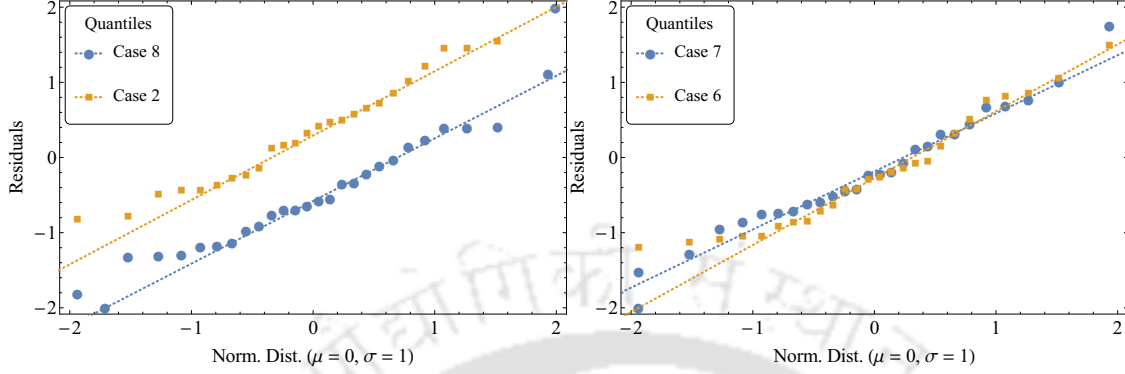 Quantiles
Case 8
Case 2
Residuals
2
1
0
−1
−2
−2
−1
0
1
2
Norm. Dist. (μ = 0, σ = 1)
Quantiles
Case 7
Case 6
Residuals
2
1
0
−1
−2
−2
−1
0
1
2
Norm. Dist. (μ = 0, σ = 1)